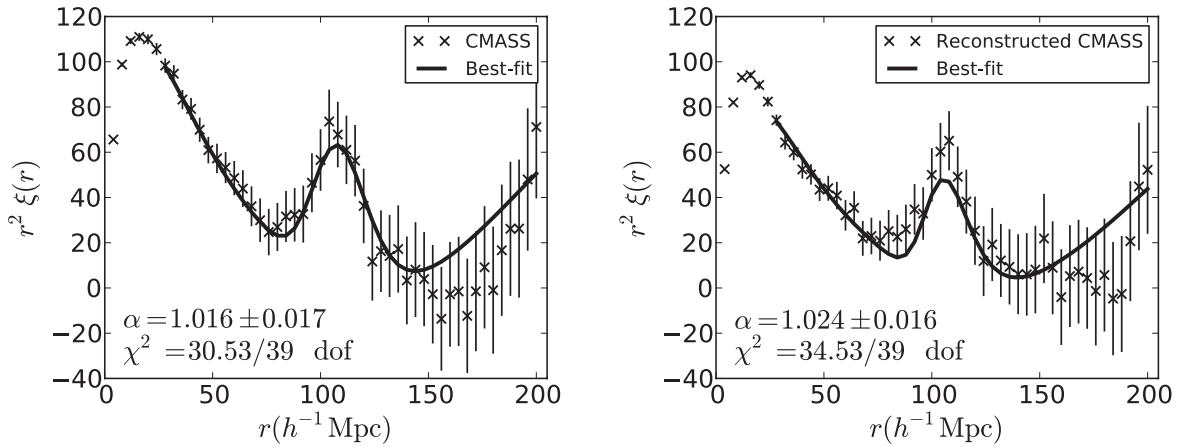 120
100
80
60
40
20
0
−20
−40
r² ξ(r)
CMASS
Best-fit
α=1.016±0.017
χ² =30.53/39 dof
0 50 100 150 200
r(h⁻¹ Mpc)
120
100
80
60
40
20
0
−20
−40
r² ξ(r)
Reconstructed CMASS
Best-fit
α=1.024±0.016
χ² =34.53/39 dof
0 50 100 150 200
r(h⁻¹ Mpc)